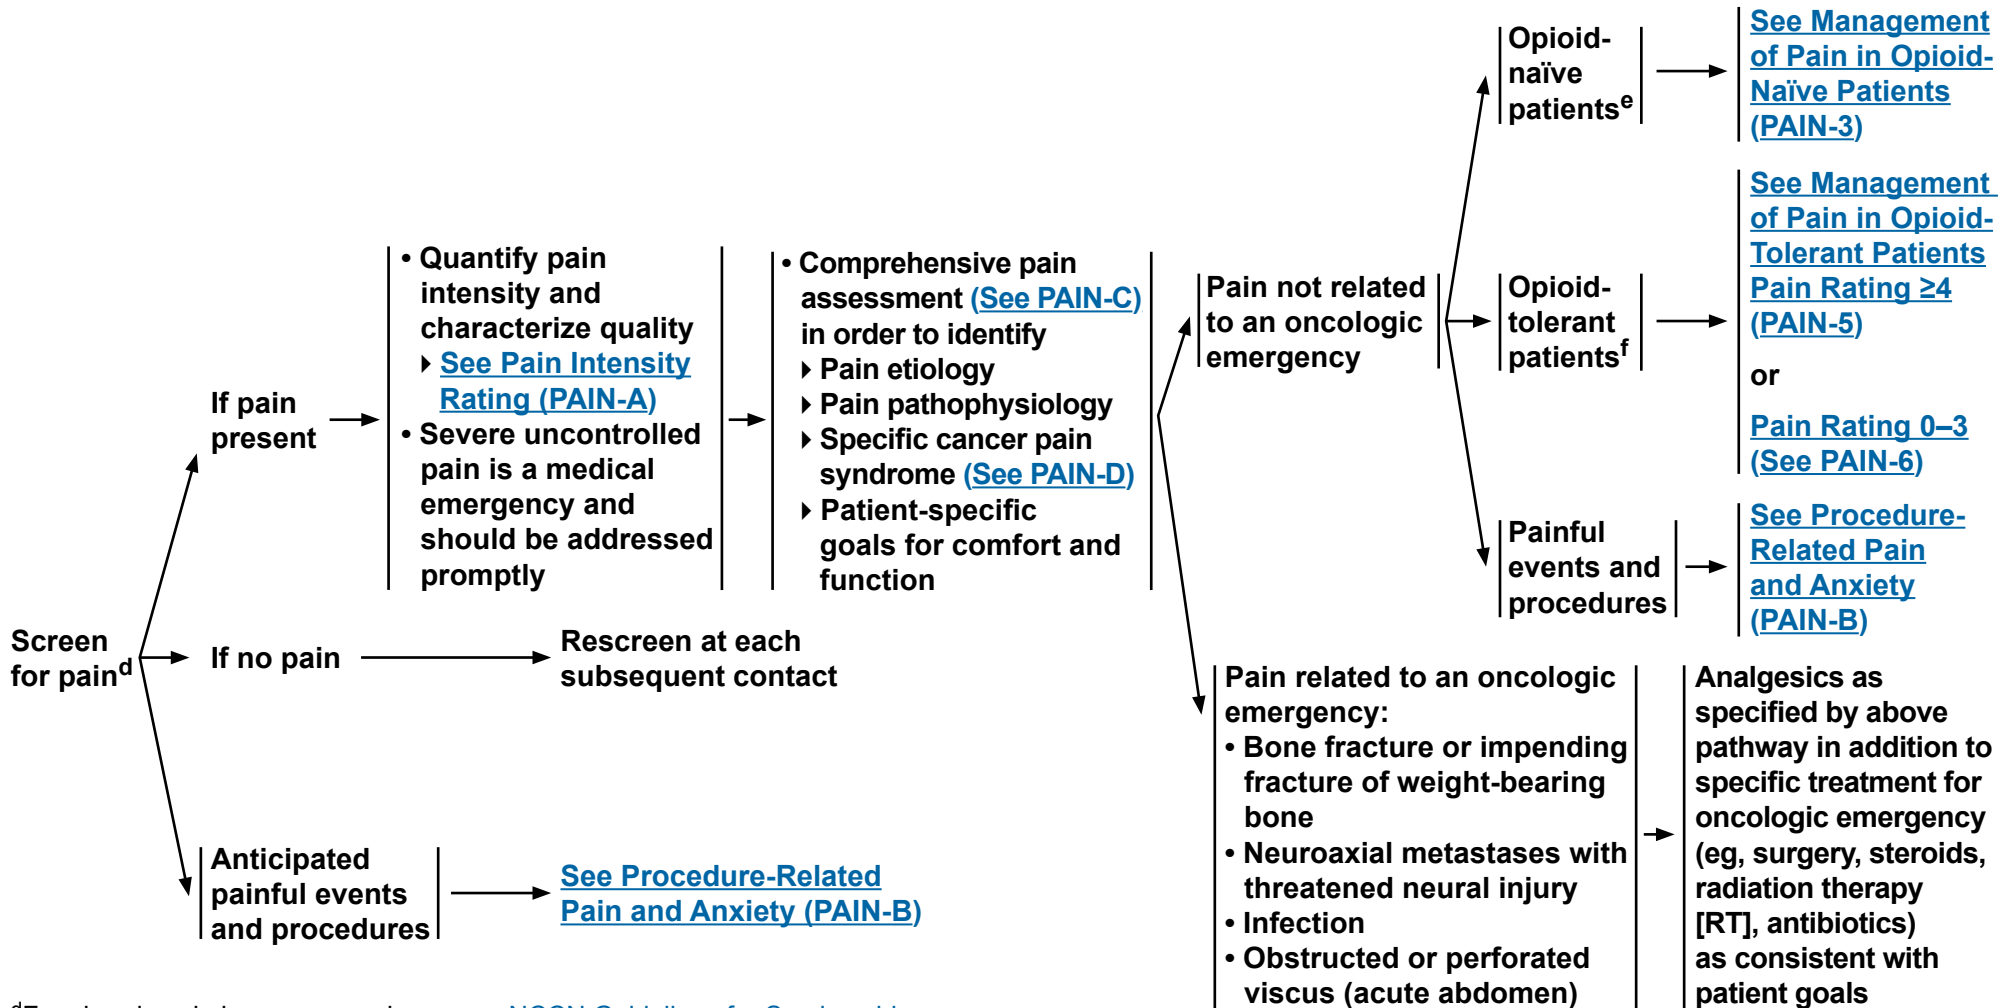 Screen
for painᵈ
If pain
present
• Quantify pain
intensity and
characterize quality
▸ See Pain Intensity
Rating (PAIN-A)
• Severe uncontrolled
pain is a medical
emergency and
should be addressed
promptly
• Comprehensive pain
assessment (See PAIN-C)
in order to identify
▸ Pain etiology
▸ Pain pathophysiology
▸ Specific cancer pain
syndrome (See PAIN-D)
▸ Patient-specific
goals for comfort and
function
Pain not related
to an oncologic
emergency
Opioid-
naïve
patientsᵉ
See Management
of Pain in Opioid-
Naïve Patients
(PAIN-3)
Opioid-
tolerant
patientsᶠ
See Management
of Pain in Opioid-
Tolerant Patients
Pain Rating ≥4
(PAIN-5)
or
Pain Rating 0–3
(See PAIN-6)
Painful
events and
procedures
See Procedure-
Related Pain
and Anxiety
(PAIN-B)
Pain related to an oncologic
emergency:
• Bone fracture or impending
fracture of weight-bearing
bone
• Neuroaxial metastases with
threatened neural injury
• Infection
• Obstructed or perforated
viscus (acute abdomen)
Analgesics as
specified by above
pathway in addition to
specific treatment for
oncologic emergency
(eg, surgery, steroids,
radiation therapy
[RT], antibiotics)
as consistent with
patient goals
If no pain
Rescreen at each
subsequent contact
Anticipated
painful events
and procedures
See Procedure-Related
Pain and Anxiety (PAIN-B)